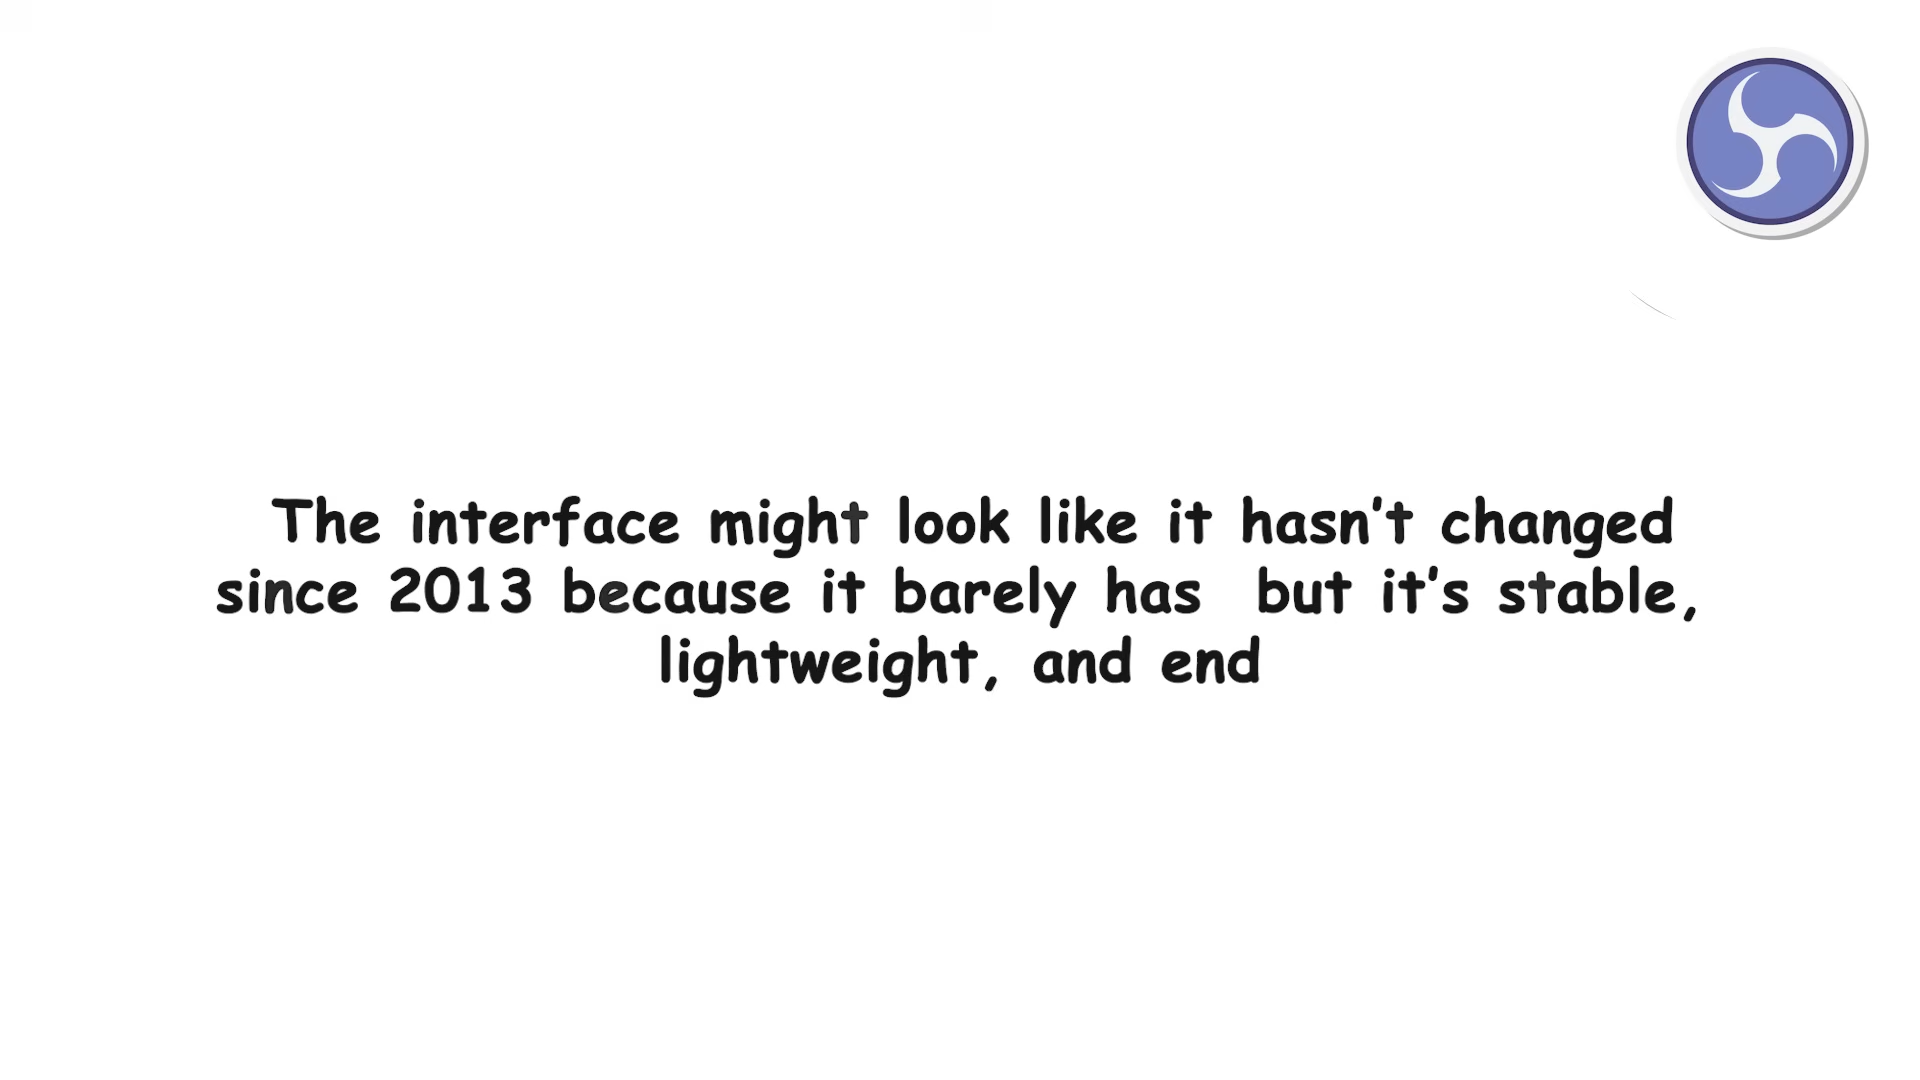 The interface might look like it hasn't changed
since 2013 because it barely has  but it's stable,
lightweight, and end